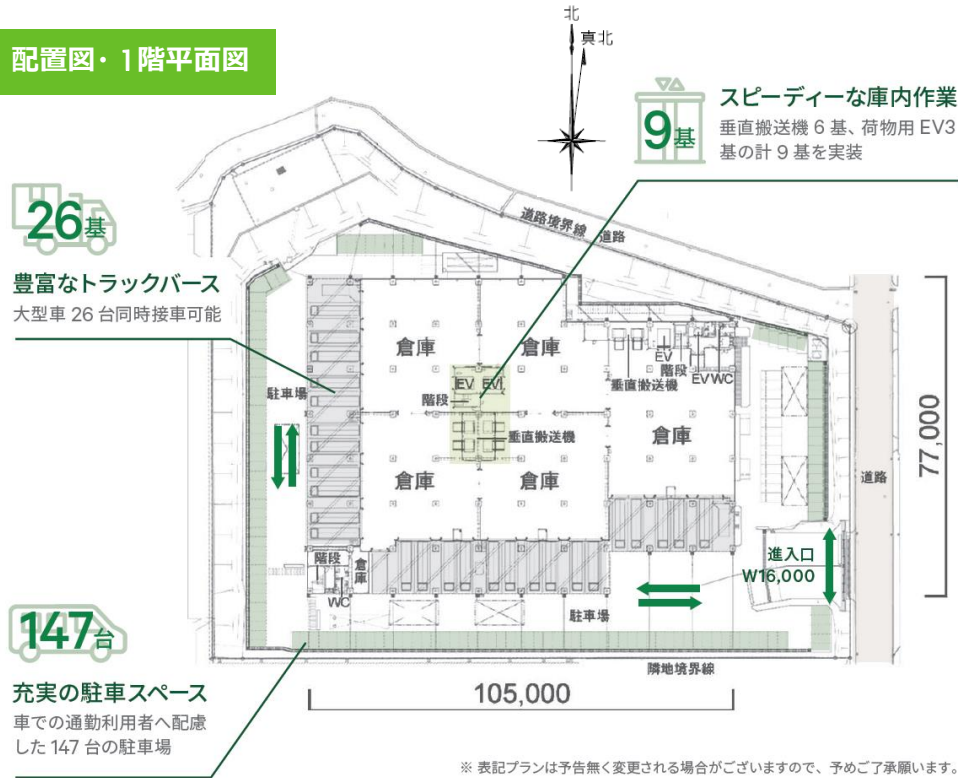 配置図・1階平面図
北
真北
9基
スピーディーな庫内作業
垂直搬送機 6 基、荷物用 EV3
基の計 9 基を実装
26基
豊富なトラックバース
大型車 26 台同時接車可能
道路境界線 道路
倉庫
倉庫
EV
階段
EV WC
垂直搬送機
EV EV
階段
駐車場
垂直搬送機
倉庫
倉庫
倉庫
77,000
道路
進入口
W16,000
階段
倉庫
WC
駐車場
147台
充実の駐車スペース
車での通勤利用者へ配慮
した 147 台の駐車場
隣地境界線
105,000
※ 表記プランは予告無く変更される場合がございますので、予めご了承願います。